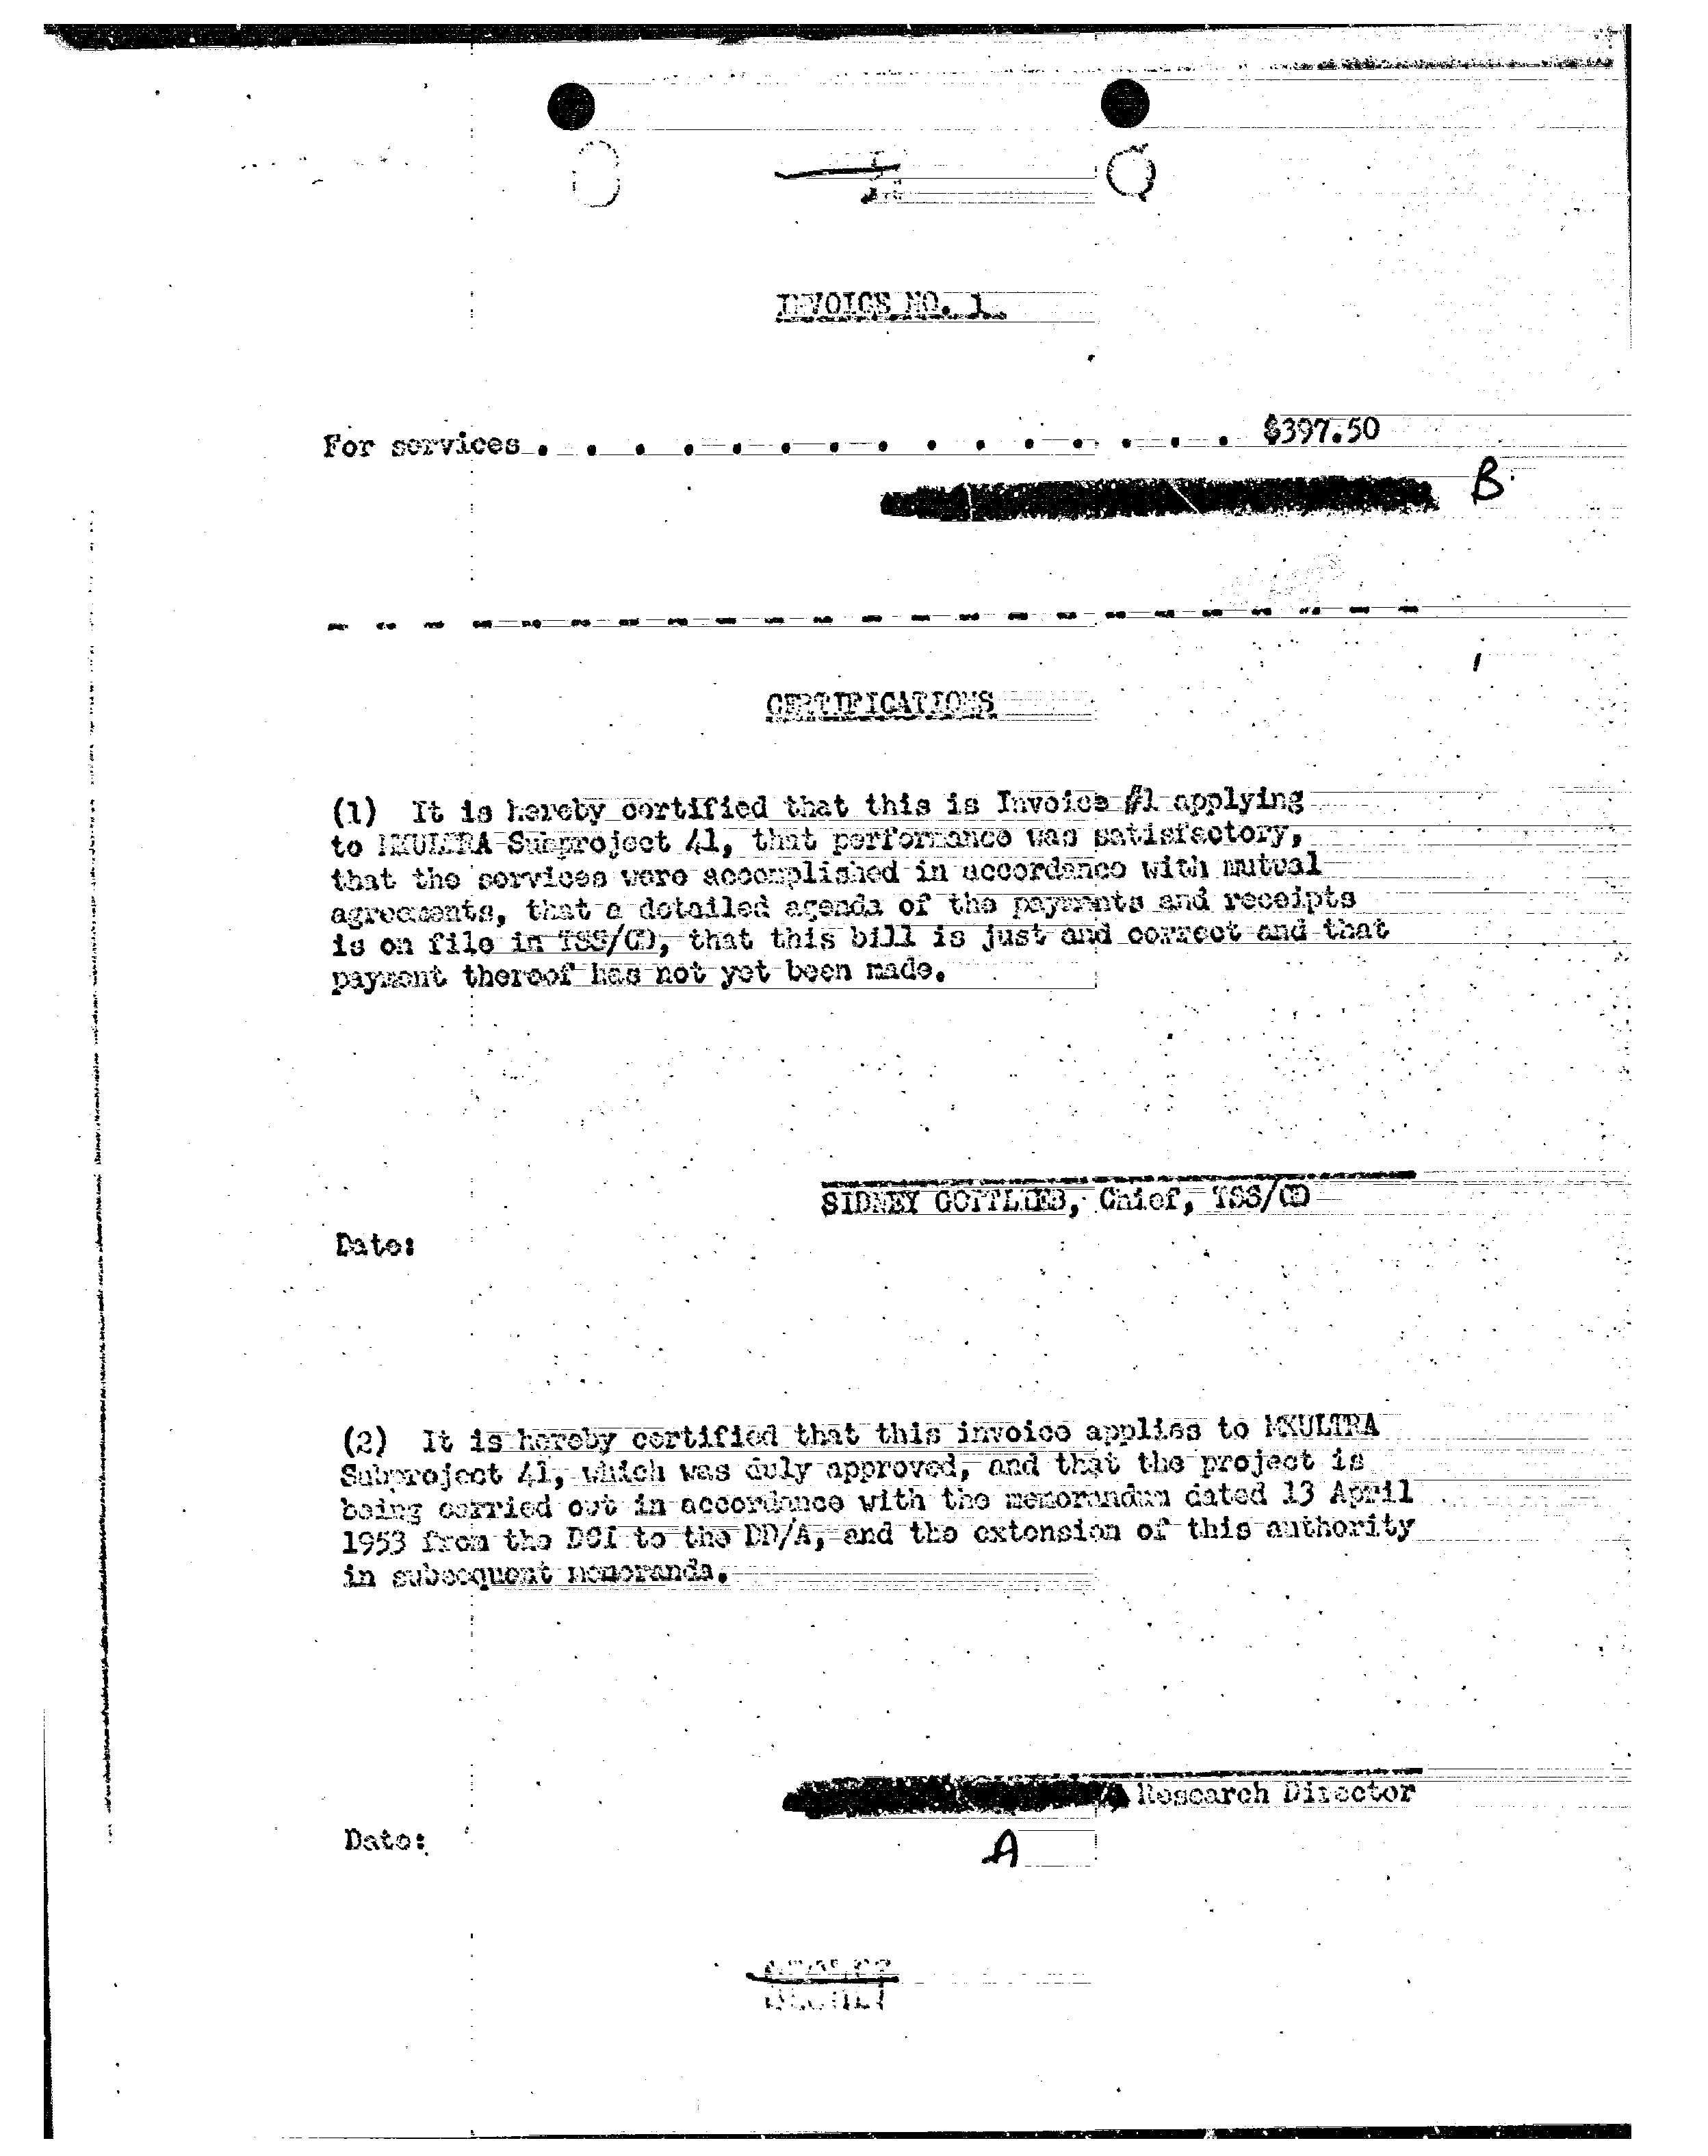 INVOICE NO. 1
For services . . . . . . . . . . . . . . . $397.50
B
CERTIFICATIONS
(1) It is hereby certified that this is Invoice #1 applying
to MKULTRA Subproject 41, that performance was satisfactory,
that the services were accomplished in accordance with mutual
agreements, that a detailed agenda of the payments and receipts
is on file in TSS/CD, that this bill is just and correct and that
payment thereof has not yet been made.
SIDNEY GOTTLIEB, Chief, TSS/CD
Date:
(2) It is hereby certified that this invoice applies to MKULTRA
Subproject 41, which was duly approved, and that the project is
being carried out in accordance with the memorandum dated 13 April
1953 from the DCI to the DD/A, and the extension of this authority
in subsequent memoranda.
Research Director
Date:
A